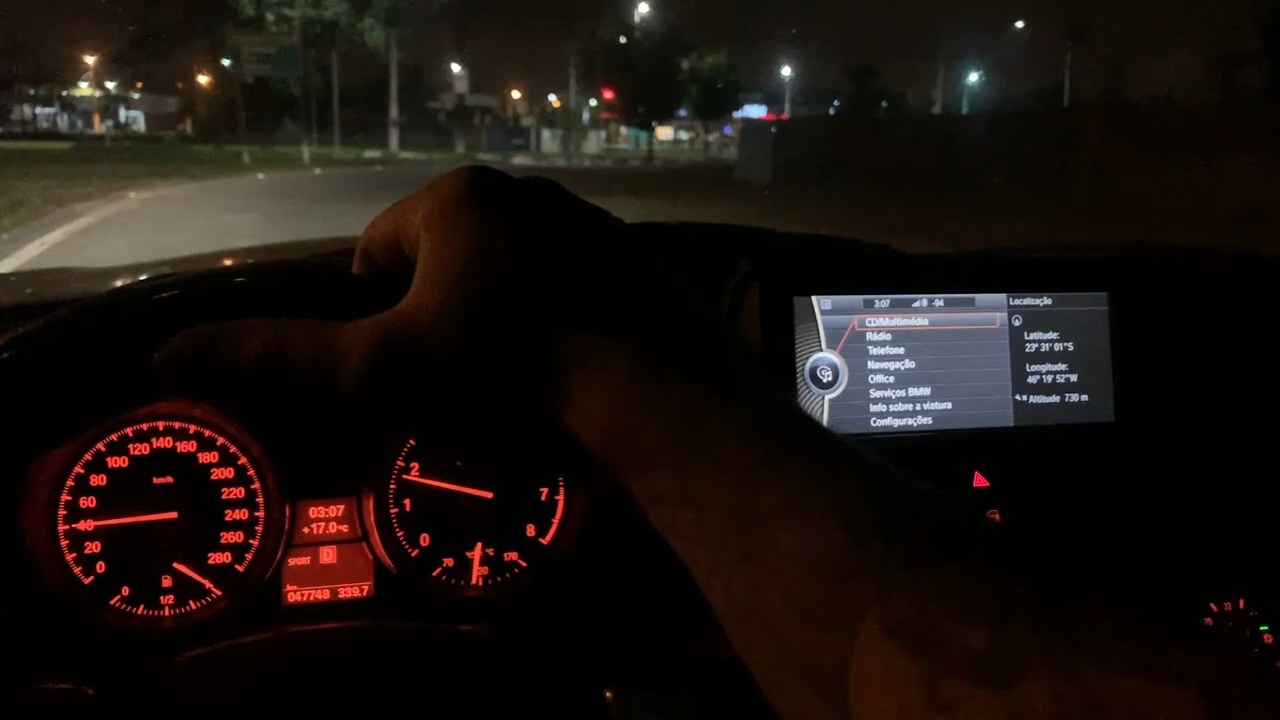 3:07 -94
Localização
CD/Multimédia
Rádio
Telefone
Navegação
Office
Serviços BMW
Info sobre a viatura
Configurações
Latitude:
23° 31' 01"S
Longitude:
46° 19' 52"W
Altitude 730 m
0 20 40 60 80 100 120 140 160 180 200 220 240 260 280
km/h
0 1/2
03:07
+17.0°C
SPORT D
km
047748 339.7
0 1 2 7 8
70 °C 170